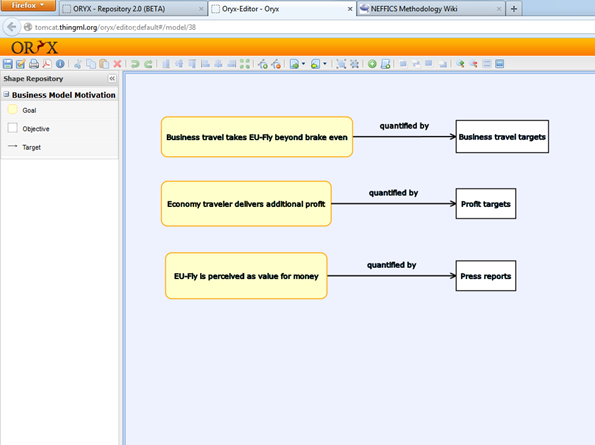 Firefox
ORYX - Repository 2.0 (BETA)
Oryx-Editor - Oryx
NEFFICS Methodology Wiki
tomcat.thingml.org/oryx/editor;default#/model/38
ORYX
Shape Repository
Business Model Motivation
Goal
Objective
Target
Business travel takes EU-Fly beyond brake even
quantified by
Business travel targets
Economy traveler delivers additional profit
quantified by
Profit targets
EU-Fly is perceived as value for money
quantified by
Press reports